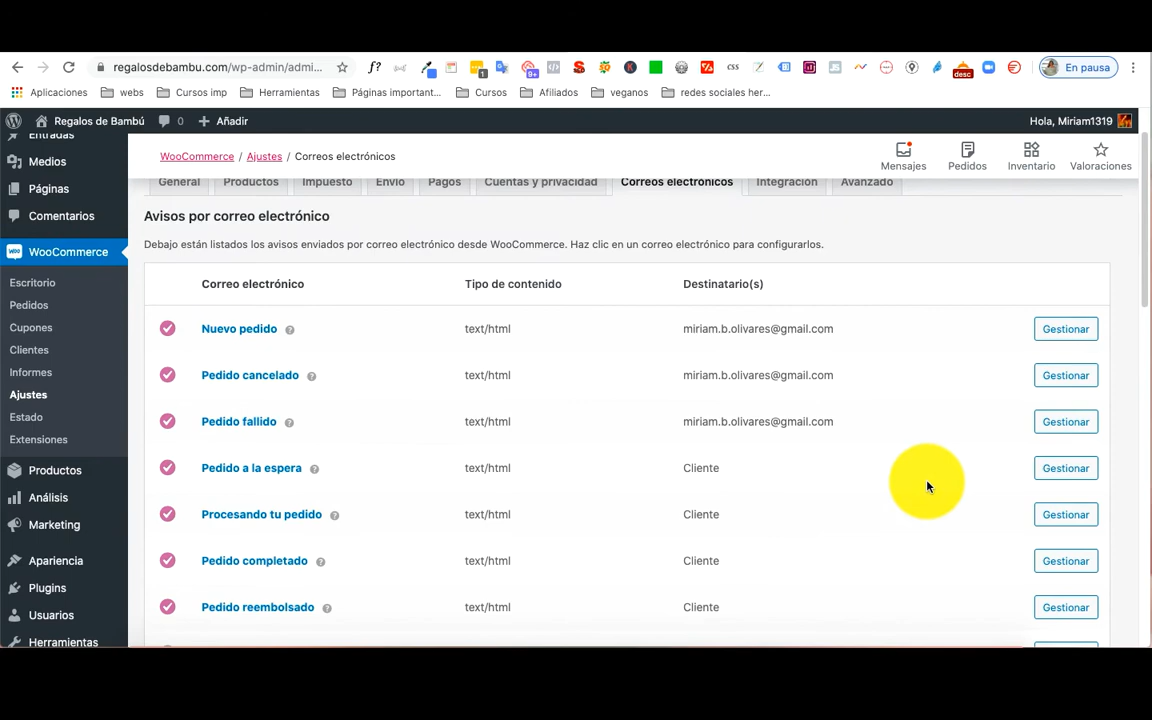 regalosdebambu.com/wp-admin/admi...
f?
1
9+
css
desc
En pausa
Aplicaciones
webs
Cursos imp
Herramientas
Páginas important...
Cursos
Afiliados
veganos
redes sociales her...
Regalos de Bambú
0
Añadir
Hola, Miriam1319
Entradas
Medios
Páginas
Comentarios
WooCommerce
Escritorio
Pedidos
Cupones
Clientes
Informes
Ajustes
Estado
Extensiones
Productos
Análisis
Marketing
Apariencia
Plugins
Usuarios
Herramientas
WooCommerce / Ajustes / Correos electrónicos
Mensajes
Pedidos
Inventario
Valoraciones
General
Productos
Impuesto
Envío
Pagos
Cuentas y privacidad
Correos electrónicos
Integración
Avanzado
Avisos por correo electrónico
Debajo están listados los avisos enviados por correo electrónico desde WooCommerce. Haz clic en un correo electrónico para configurarlos.
Correo electrónico Tipo de contenido Destinatario(s)
Nuevo pedido ? text/html miriam.b.olivares@gmail.com Gestionar
Pedido cancelado ? text/html miriam.b.olivares@gmail.com Gestionar
Pedido fallido ? text/html miriam.b.olivares@gmail.com Gestionar
Pedido a la espera ? text/html Cliente Gestionar
Procesando tu pedido ? text/html Cliente Gestionar
Pedido completado ? text/html Cliente Gestionar
Pedido reembolsado ? text/html Cliente Gestionar